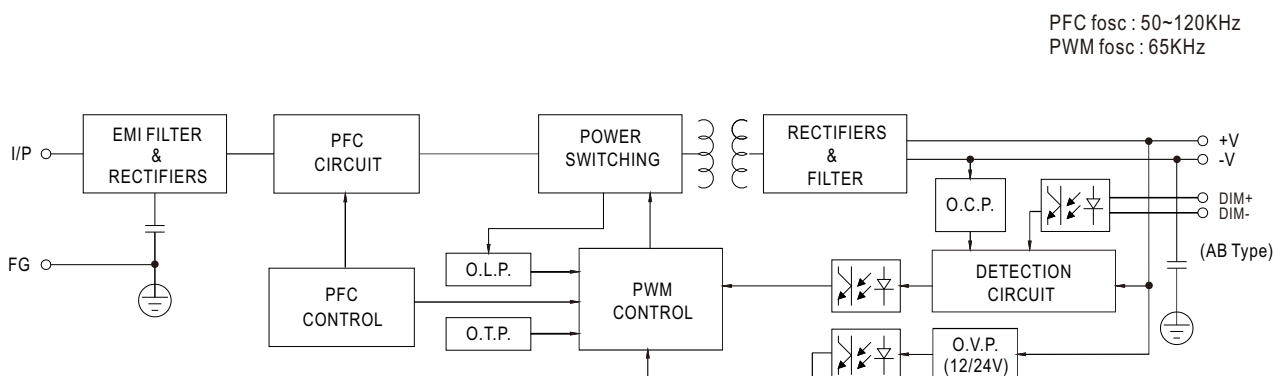 PFC fosc : 50~120KHz
PWM fosc : 65KHz
I/P
EMI FILTER
&
RECTIFIERS
PFC
CIRCUIT
POWER
SWITCHING
RECTIFIERS
&
FILTER
+V
-V
O.C.P.
DIM+
DIM-
(AB Type)
FG
O.L.P.
PFC
CONTROL
PWM
CONTROL
DETECTION
CIRCUIT
O.T.P.
O.V.P.
(12/24V)